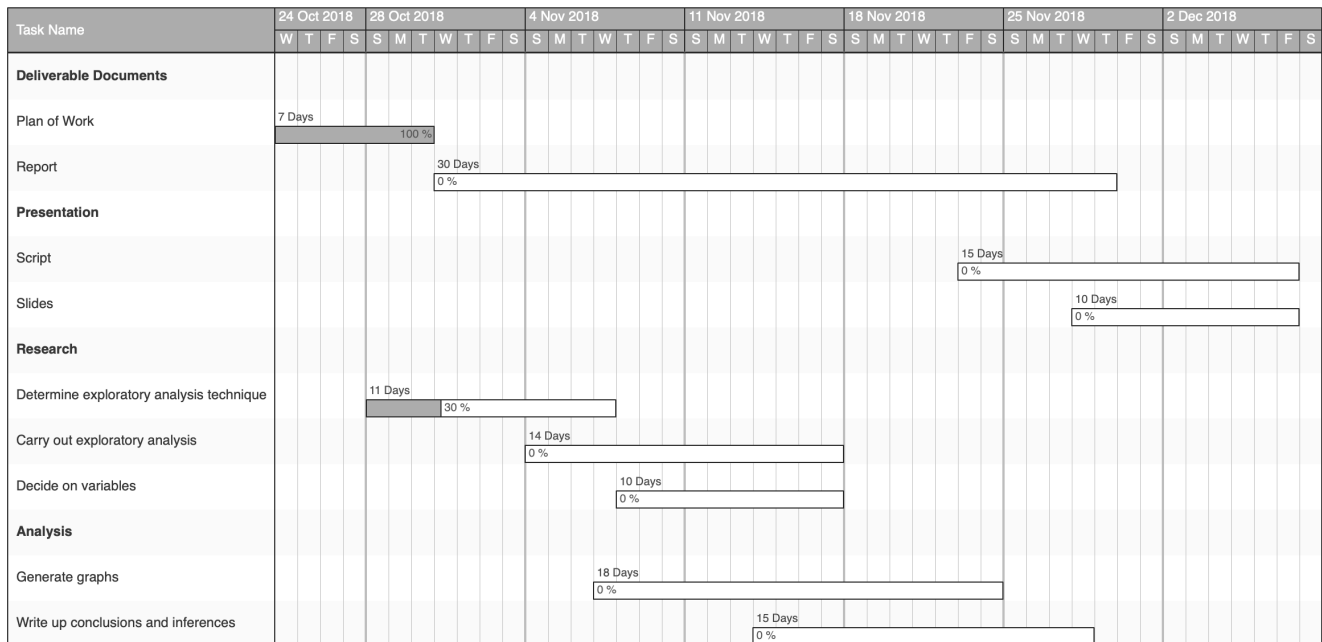 Task Name
24 Oct 2018 28 Oct 2018 4 Nov 2018 11 Nov 2018 18 Nov 2018 25 Nov 2018 2 Dec 2018
W T F S S M T W T F S S M T W T F S S M T W T F S S M T W T F S S M T W T F S S M T W T F S
Deliverable Documents
Plan of Work
7 Days
100 %
Report
30 Days
0 %
Presentation
Script
15 Days
0 %
Slides
10 Days
0 %
Research
Determine exploratory analysis technique
11 Days
30 %
Carry out exploratory analysis
14 Days
0 %
Decide on variables
10 Days
0 %
Analysis
Generate graphs
18 Days
0 %
Write up conclusions and inferences
15 Days
0 %